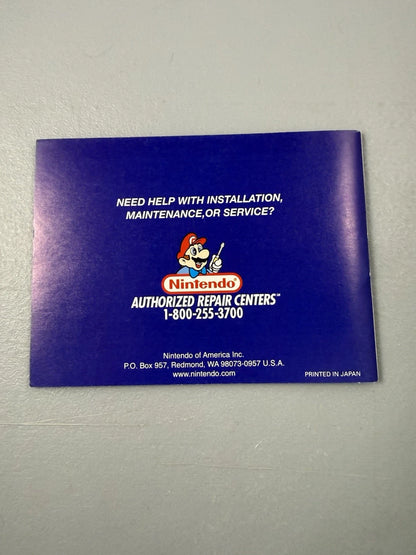 NEED HELP WITH INSTALLATION,
MAINTENANCE,OR SERVICE?
Nintendo®
AUTHORIZED REPAIR CENTERS™
1-800-255-3700
Nintendo of America Inc.
P.O. Box 957, Redmond, WA 98073-0957 U.S.A.
www.nintendo.com
PRINTED IN JAPAN